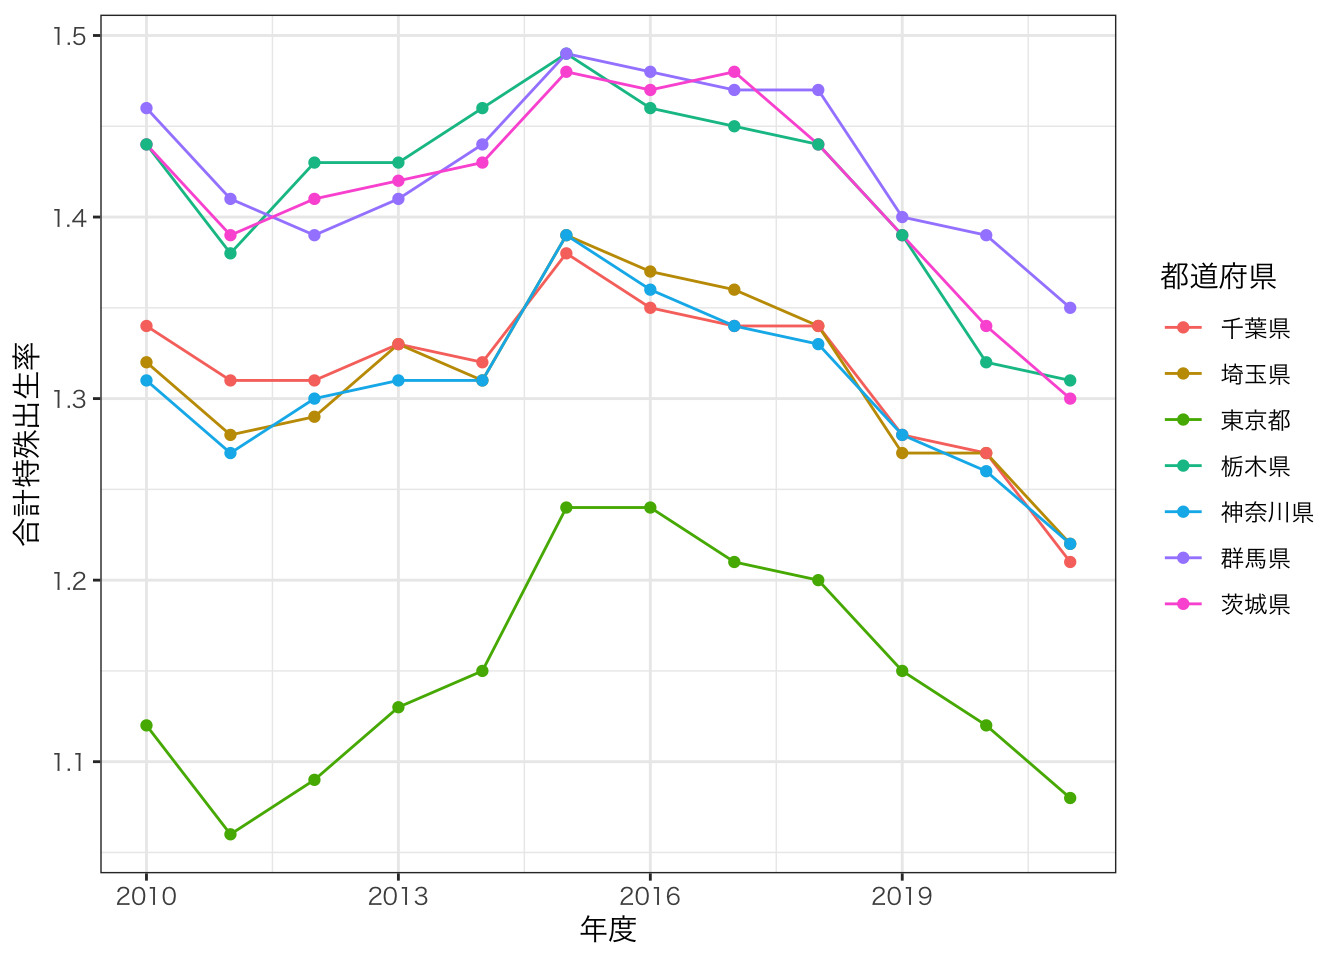 1.5
1.4
1.3
1.2
1.1
合計特殊出生率
2010 2013 2016 2019
年度
都道府県
千葉県
埼玉県
東京都
栃木県
神奈川県
群馬県
茨城県